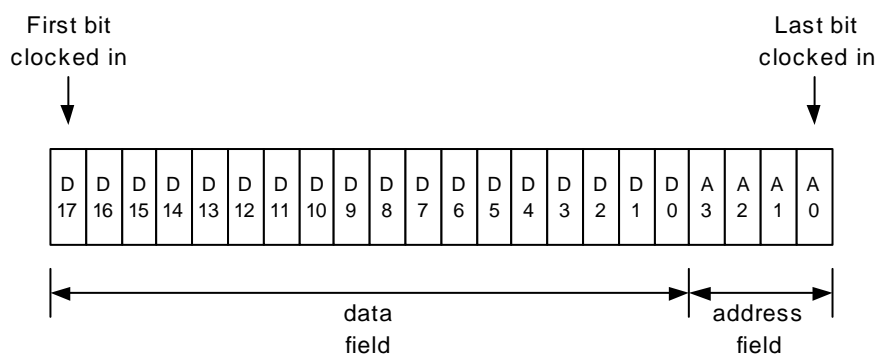 First bit
clocked in
Last bit
clocked in
D D D D D D D D D D D D D D D D D D A A A A
17 16 15 14 13 12 11 10 9 8 7 6 5 4 3 2 1 0 3 2 1 0
data
field
address
field